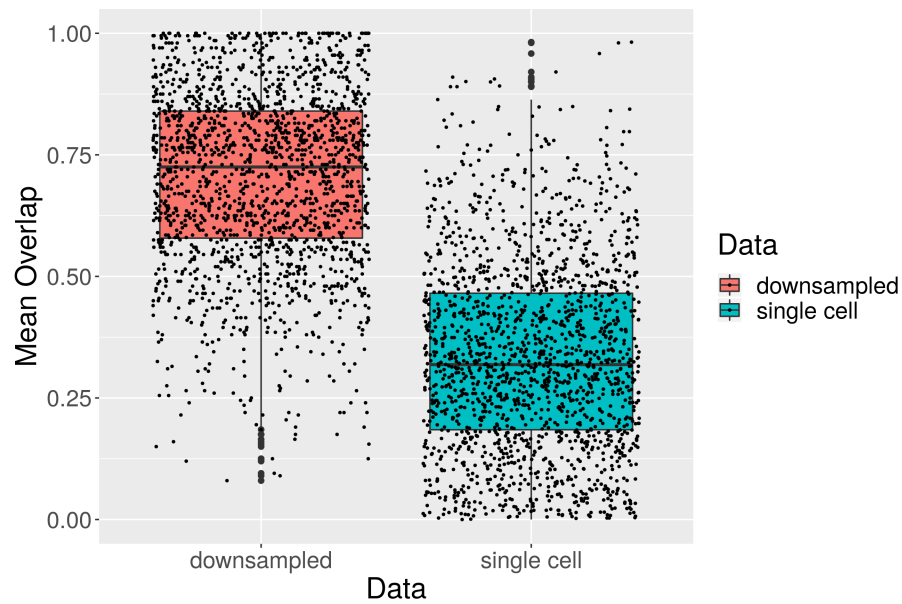 1.00
0.75
0.50
0.25
0.00
Mean Overlap
downsampled
single cell
Data
Data
downsampled
single cell